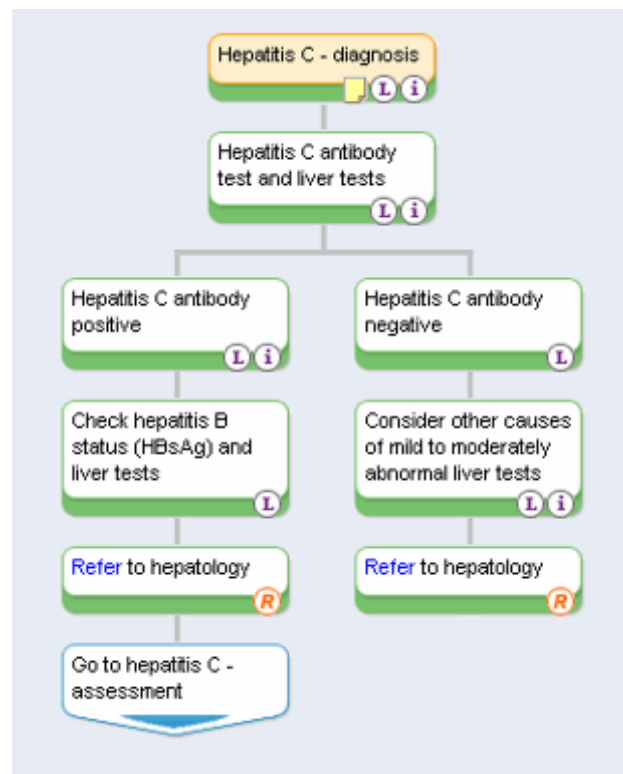 Hepatitis C - diagnosis
L i
Hepatitis C antibody
test and liver tests
L i
Hepatitis C antibody
positive
L i
Hepatitis C antibody
negative
L
Check hepatitis B
status (HBsAg) and
liver tests
L
Consider other causes
of mild to moderately
abnormal liver tests
L i
Refer to hepatology
R
Refer to hepatology
R
Go to hepatitis C -
assessment